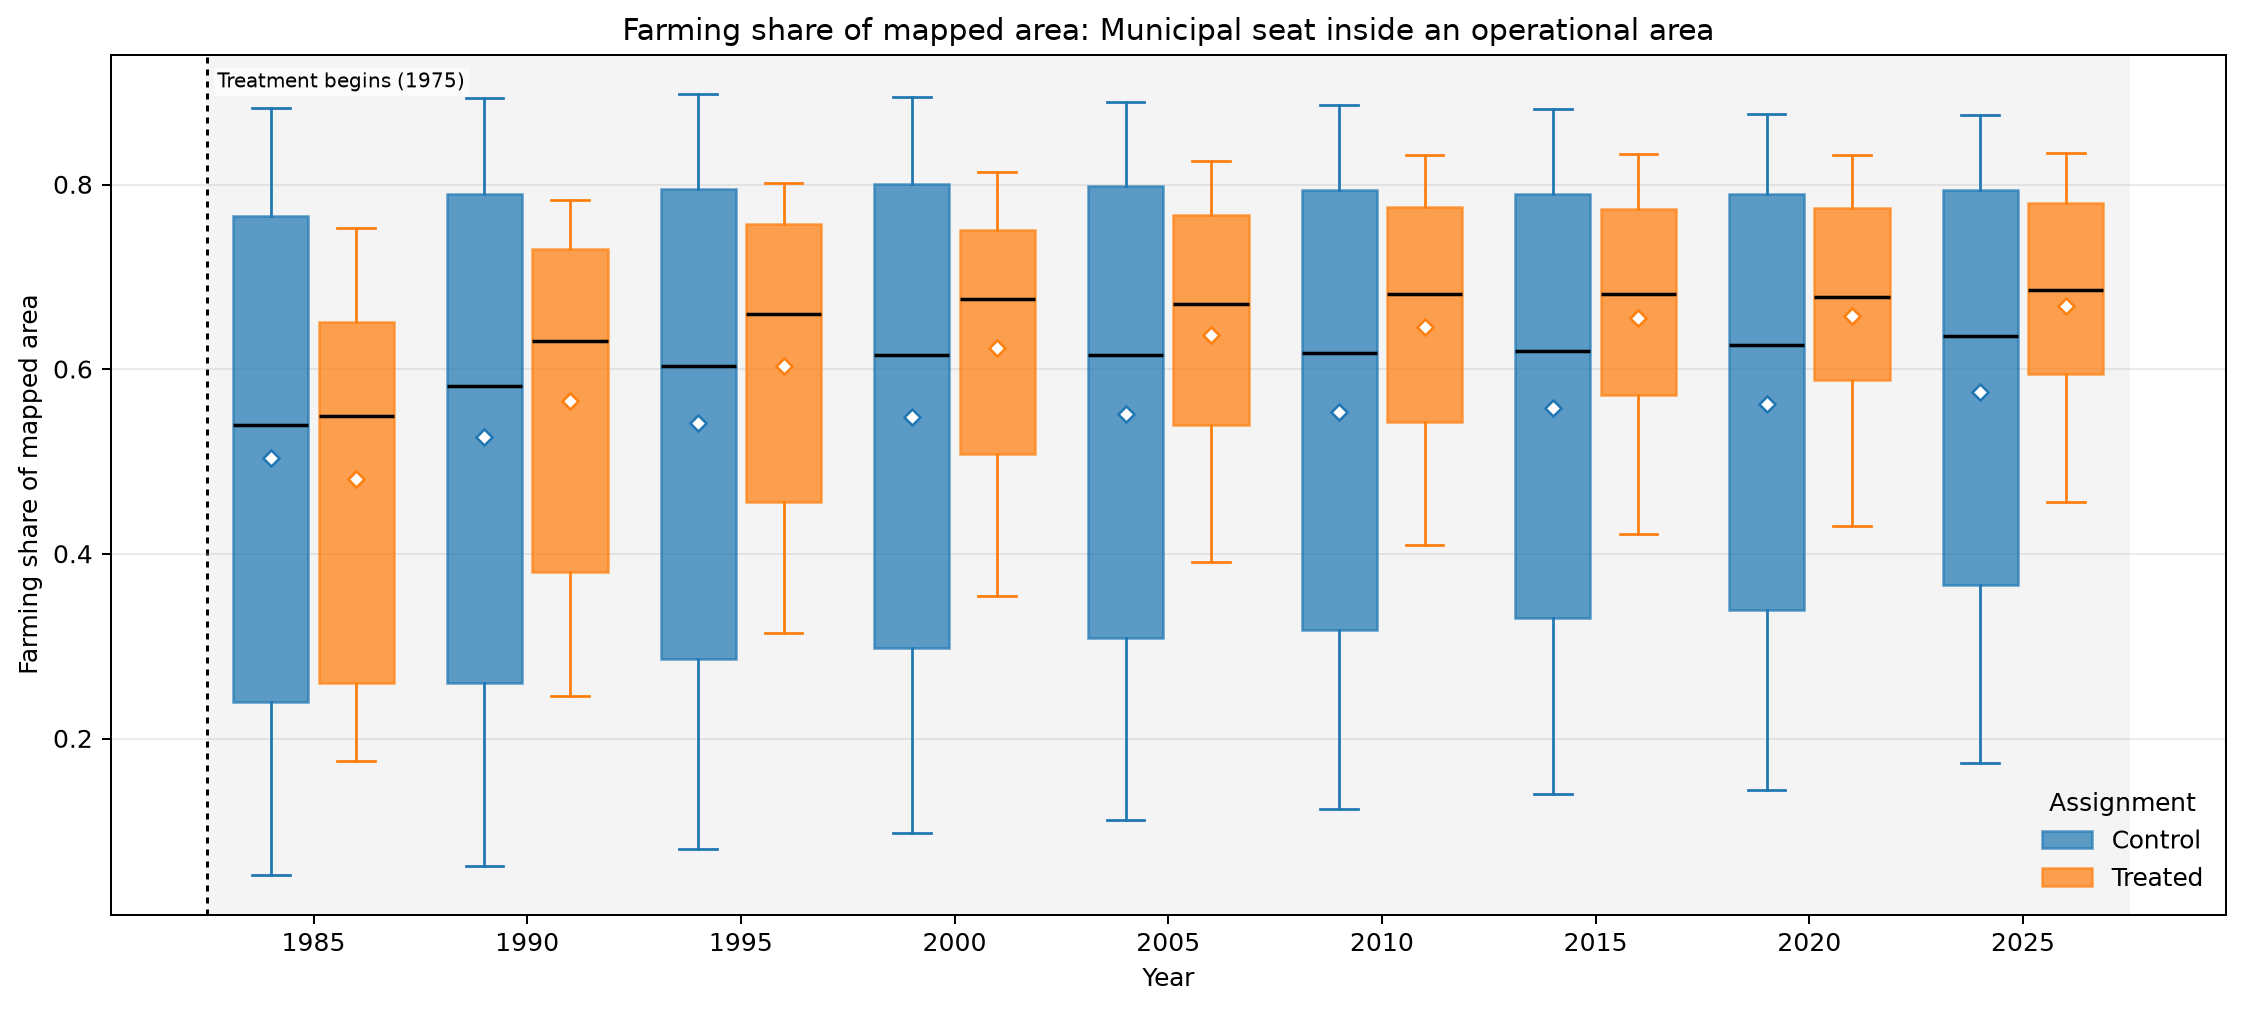 Farming share of mapped area: Municipal seat inside an operational area
Treatment begins (1975)
Farming share of mapped area
0.8
0.6
0.4
0.2
Assignment
Control
Treated
1985 1990 1995 2000 2005 2010 2015 2020 2025
Year